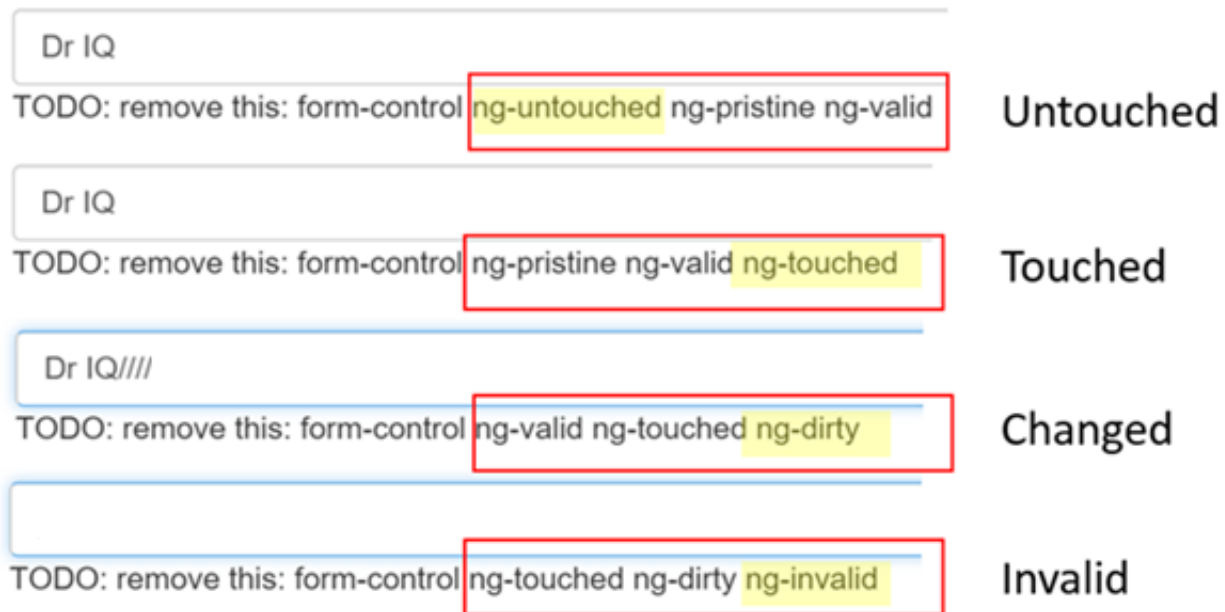 Dr IQ
TODO: remove this: form-control ng-untouched ng-pristine ng-valid
Untouched
Dr IQ
TODO: remove this: form-control ng-pristine ng-valid ng-touched
Touched
Dr IQ////
TODO: remove this: form-control ng-valid ng-touched ng-dirty
Changed
TODO: remove this: form-control ng-touched ng-dirty ng-invalid
Invalid